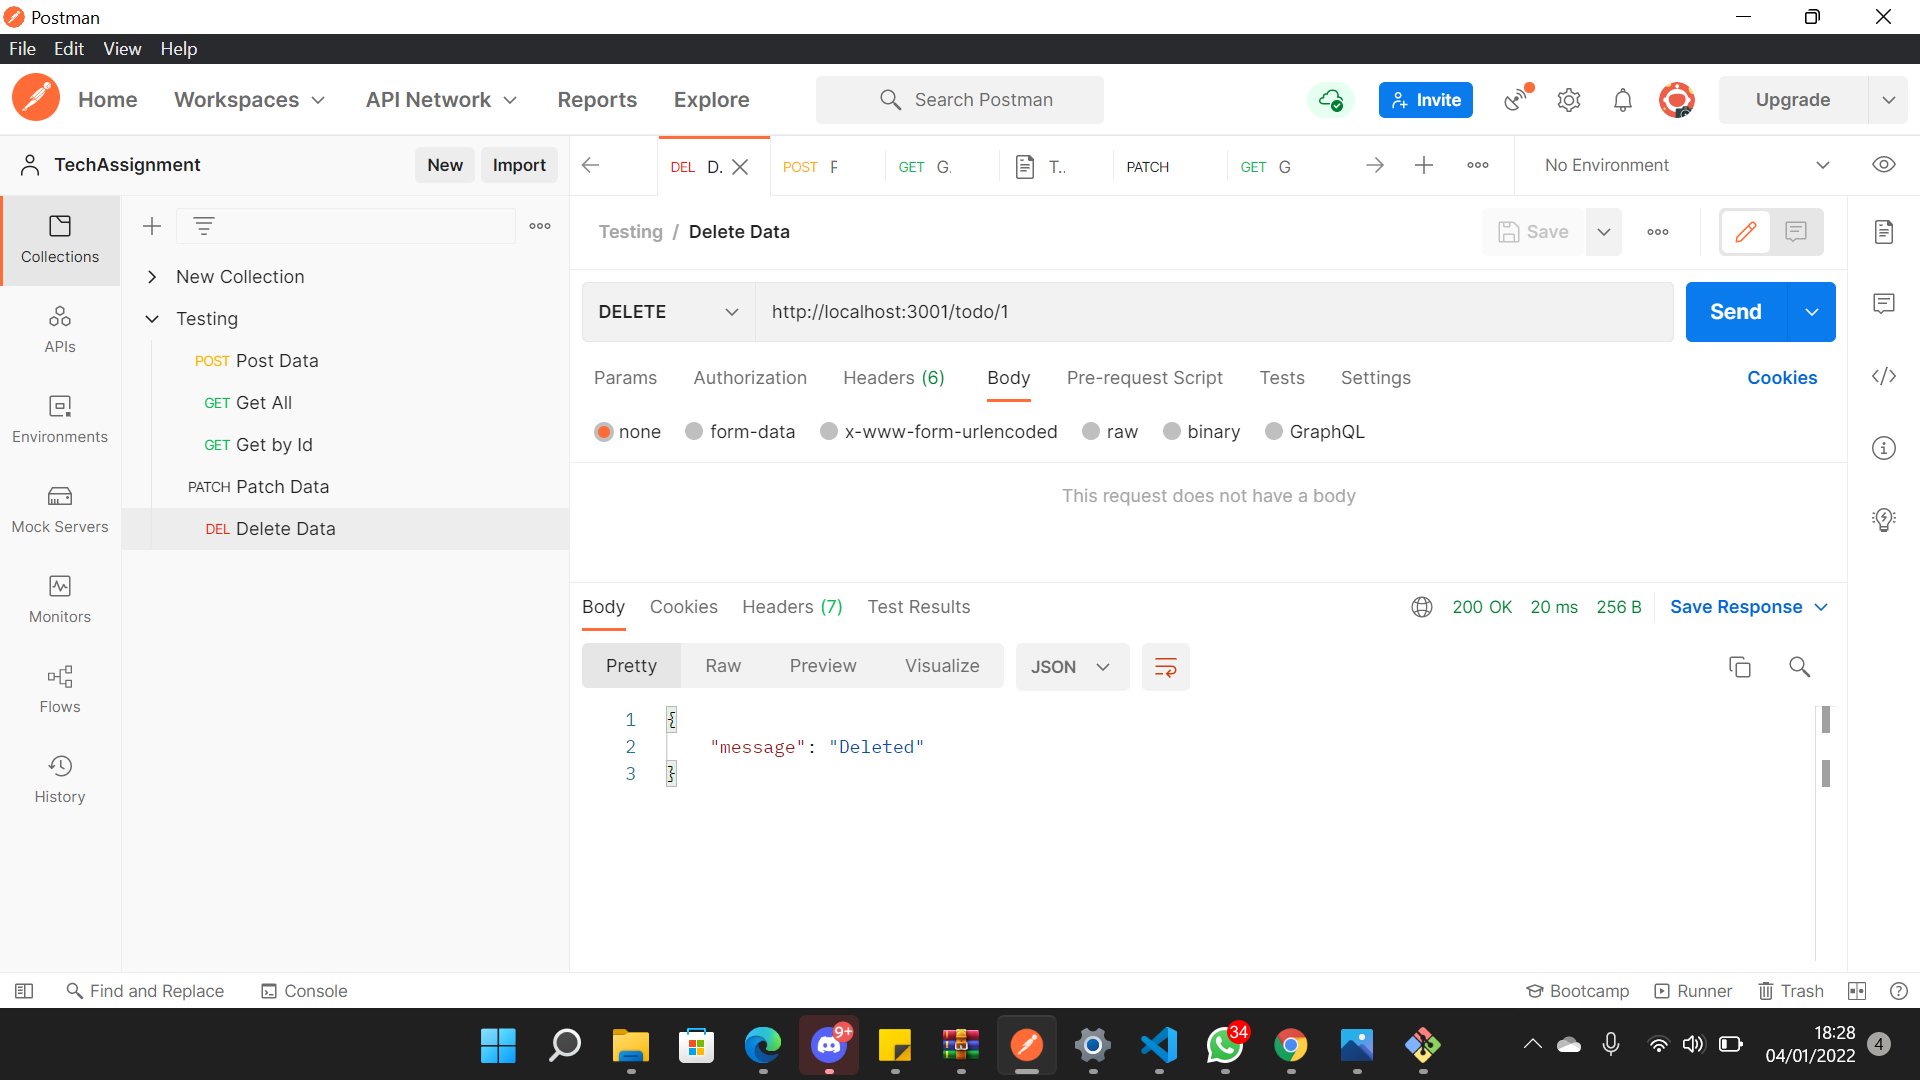 Postman
File Edit View Help
Home Workspaces API Network Reports Explore Search Postman Invite Upgrade
TechAssignment New Import DEL D. POST F GET G. T.. PATCH GET G No Environment
Collections
APIs
Environments
Mock Servers
Monitors
Flows
History
New Collection
Testing
POST Post Data
GET Get All
GET Get by Id
PATCH Patch Data
DEL Delete Data
Testing / Delete Data Save
DELETE http://localhost:3001/todo/1 Send
Params Authorization Headers (6) Body Pre-request Script Tests Settings Cookies
none form-data x-www-form-urlencoded raw binary GraphQL
This request does not have a body
Body Cookies Headers (7) Test Results 200 OK 20 ms 256 B Save Response
Pretty Raw Preview Visualize JSON
1 {
2 "message": "Deleted"
3 }
Find and Replace Console Bootcamp Runner Trash
9+ 34 18:28
04/01/2022 4